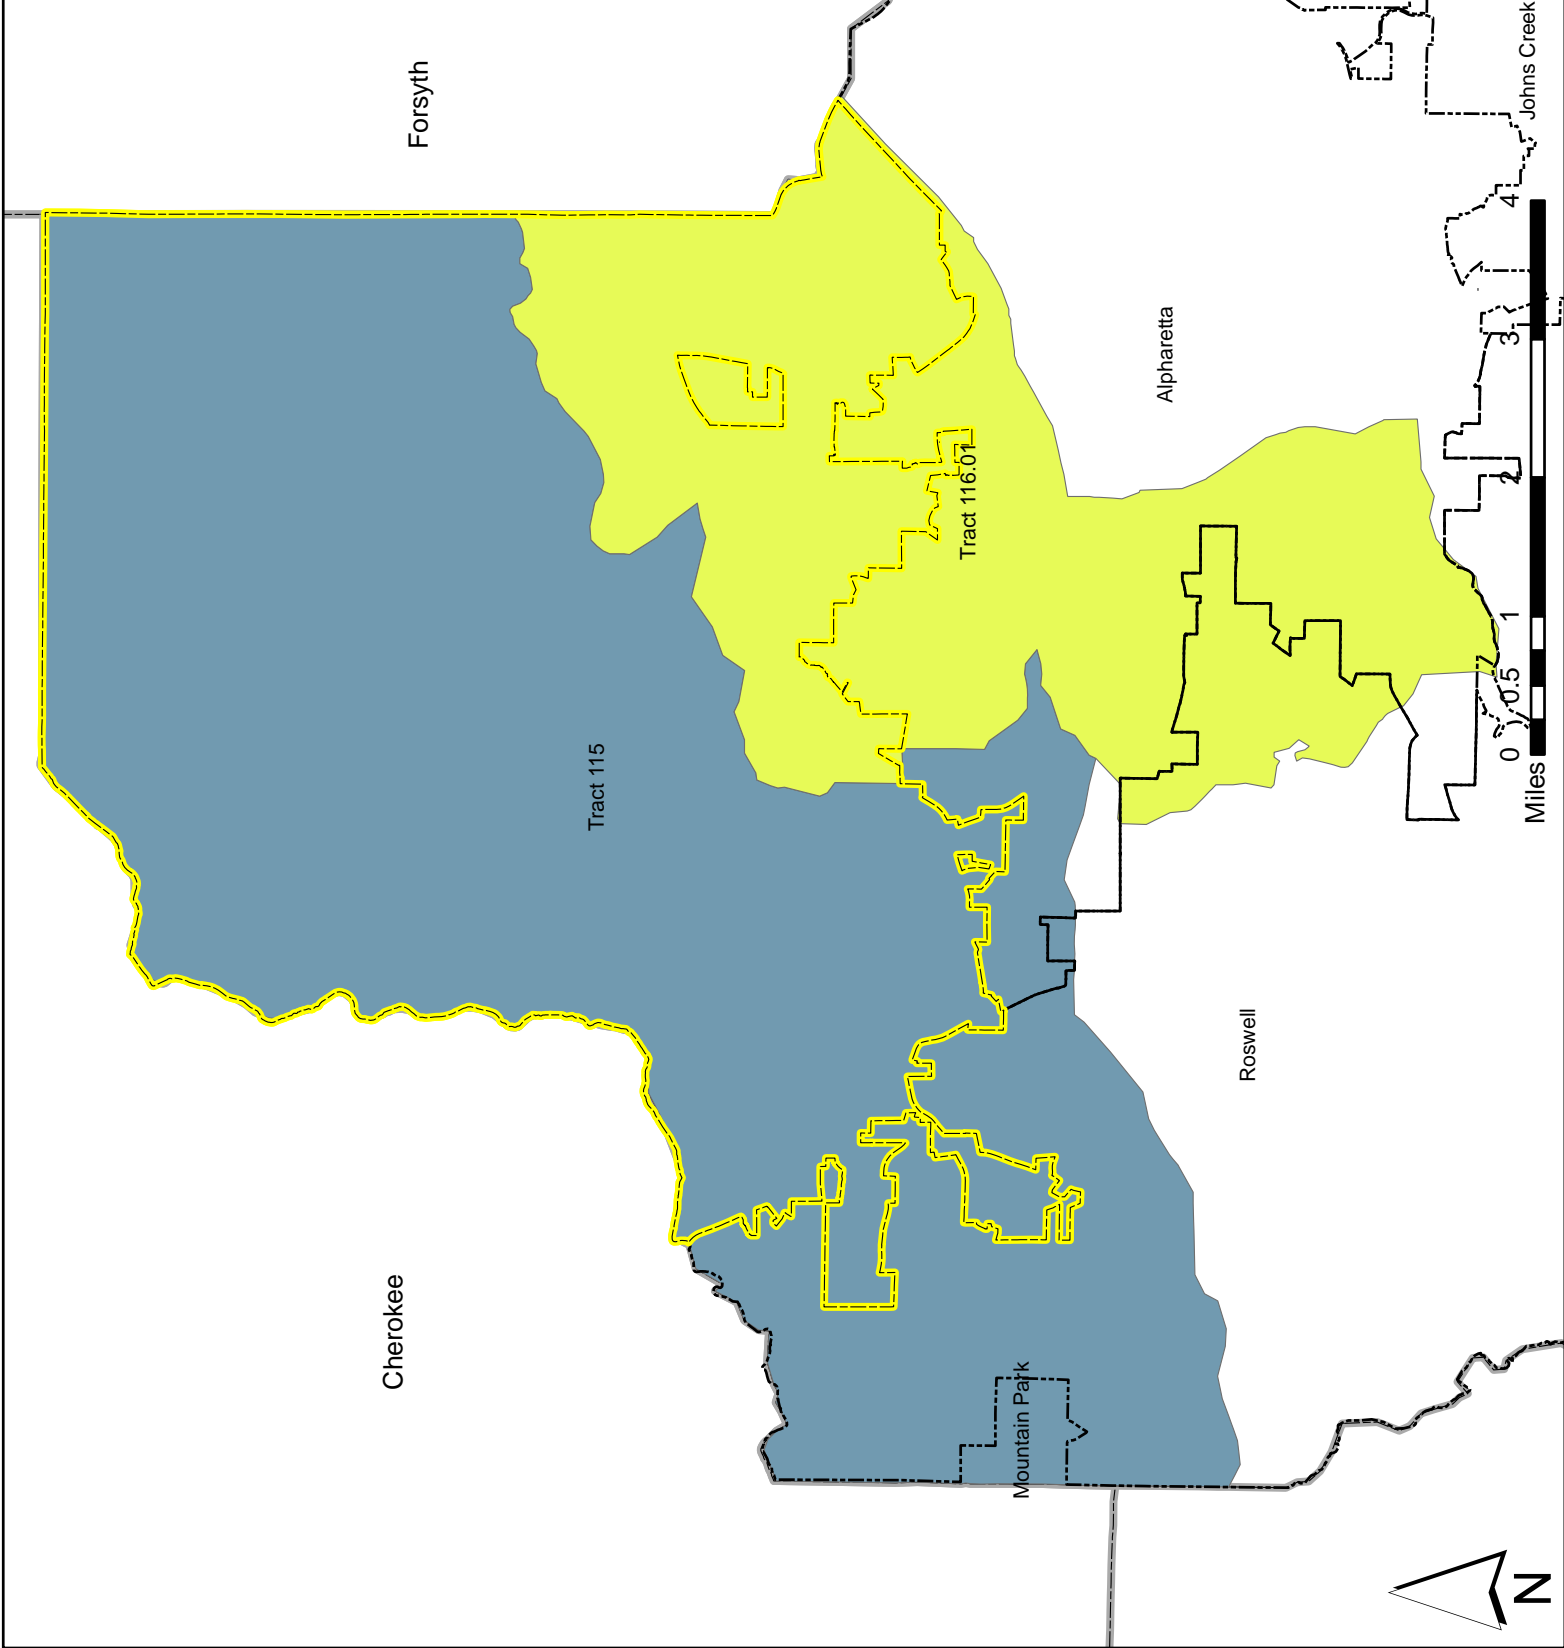 Forsyth
Cherokee
Tract 115
Tract 116.01
Alpharetta
Mountain Park
Roswell
Johns Creek
0 0.5 1 2 3 4
Miles
N